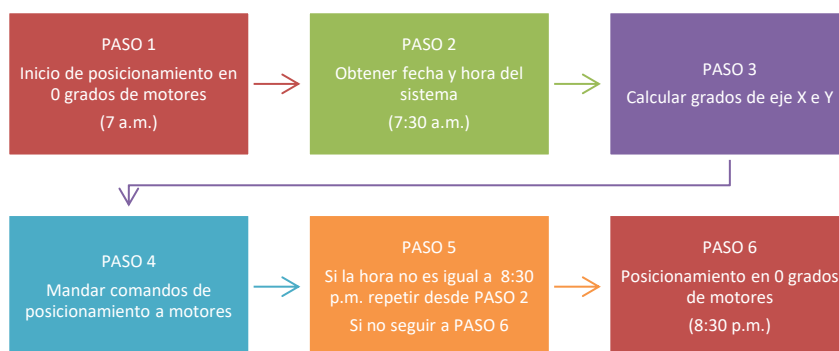 PASO 1
Inicio de posicionamiento en
0 grados de motores
(7 a.m.)
PASO 2
Obtener fecha y hora del
sistema
(7:30 a.m.)
PASO 3
Calcular grados de eje X e Y
PASO 4
Mandar comandos de
posicionamiento a motores
PASO 5
Si la hora no es igual a 8:30
p.m. repetir desde PASO 2
Si no seguir a PASO 6
PASO 6
Posicionamiento en 0 grados
de motores
(8:30 p.m.)